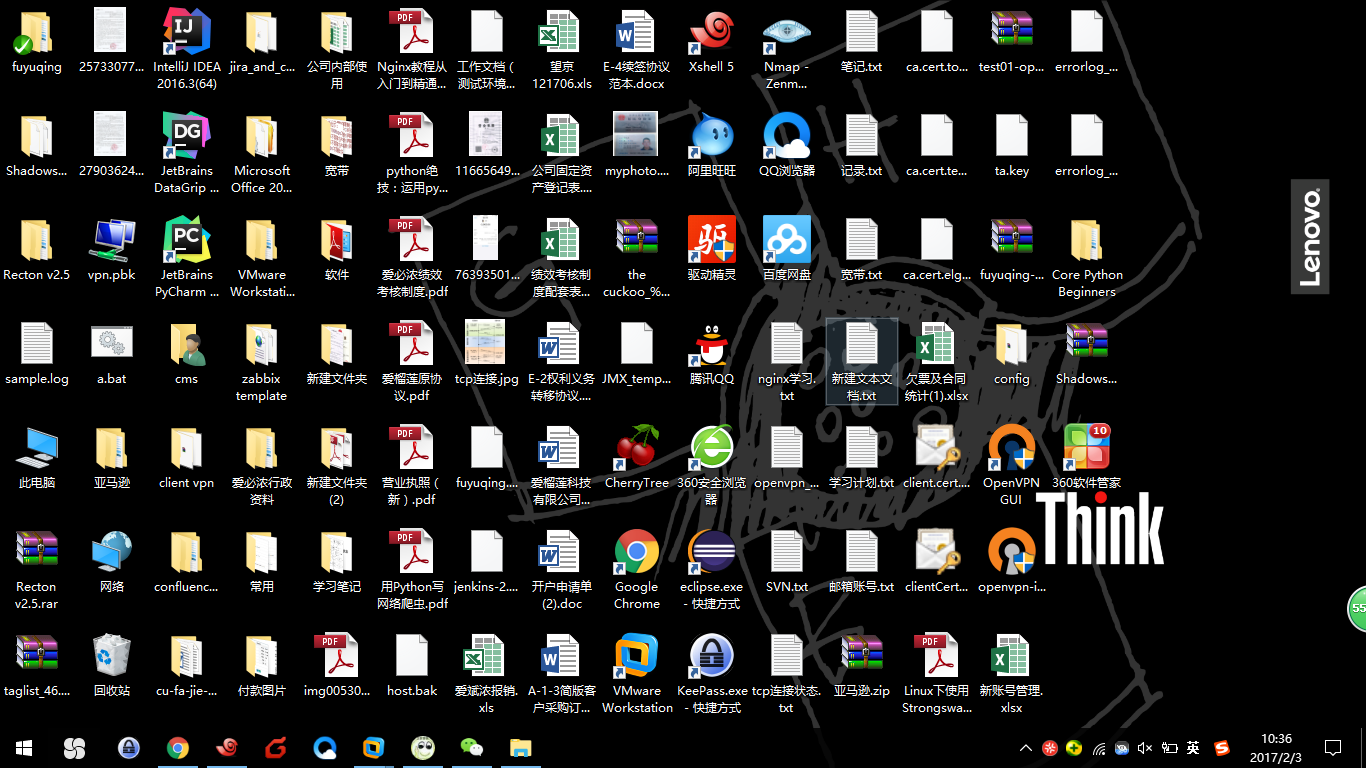 fuyuqing
25733077...
IntelliJ IDEA
2016.3(64)
jira_and_c...
公司内部使
用
Nginx教程从
入门到精通...
工作文档（
测试环境...
望京
121706.xls
E-4续签协议
范本.docx
Xshell 5
Nmap -
Zenm...
笔记.txt
ca.cert.to...
test01-op...
errorlog_...
Shadows...
27903624...
JetBrains
DataGrip ...
Microsoft
Office 20...
宽带
python绝
技：运用py...
11665649...
公司固定资
产登记表....
myphoto....
阿里旺旺
QQ浏览器
记录.txt
ca.cert.te...
ta.key
errorlog_...
Recton v2.5
vpn.pbk
JetBrains
PyCharm ...
VMware
Workstati...
软件
爱必浓绩效
考核制度.pdf
76393501...
绩效考核制
度配套表...
the
cuckoo_%...
驱动精灵
百度网盘
宽带.txt
ca.cert.elg...
fuyuqing-...
Core Python
Beginners
Lenovo
sample.log
a.bat
cms
zabbix
template
新建文件夹
爱榴莲原协
议.pdf
tcp连接.jpg
E-2权利义务
转移协议....
JMX_temp...
腾讯QQ
nginx学习.
txt
新建文本文
档.txt
欠票及合同
统计(1).xlsx
config
Shadows...
此电脑
亚马逊
client vpn
爱必浓行政
资料
新建文件夹
(2)
营业执照（
新）.pdf
fuyuqing....
爱榴莲科技
有限公司...
CherryTree
360安全浏览
器
openvpn_...
学习计划.txt
client.cert....
OpenVPN
GUI
10
360软件管家
Think
Recton
v2.5.rar
网络
confluenc...
常用
学习笔记
用Python写
网络爬虫.pdf
jenkins-2....
开户申请单
(2).doc
Google
Chrome
eclipse.exe
- 快捷方式
SVN.txt
邮箱账号.txt
clientCert...
openvpn-i...
55
taglist_46....
回收站
cu-fa-jie-...
付款图片
img00530...
host.bak
爱斌浓报销.
xls
A-1-3简版客
户采购订...
VMware
Workstation
KeePass.exe
- 快捷方式
tcp连接状态.
txt
亚马逊.zip
Linux下使用
Strongswa...
新账号管理.
xlsx
英
10:36
2017/2/3